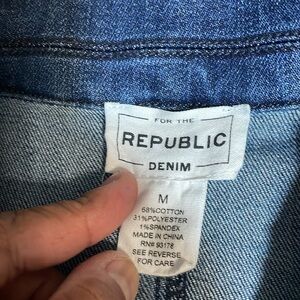 FOR THE
REPUBLIC
DENIM
M
68%COTTON
31%POLYESTER
1%SPANDEX
MADE IN CHINA
RN# 93178
SEE REVERSE
FOR CARE